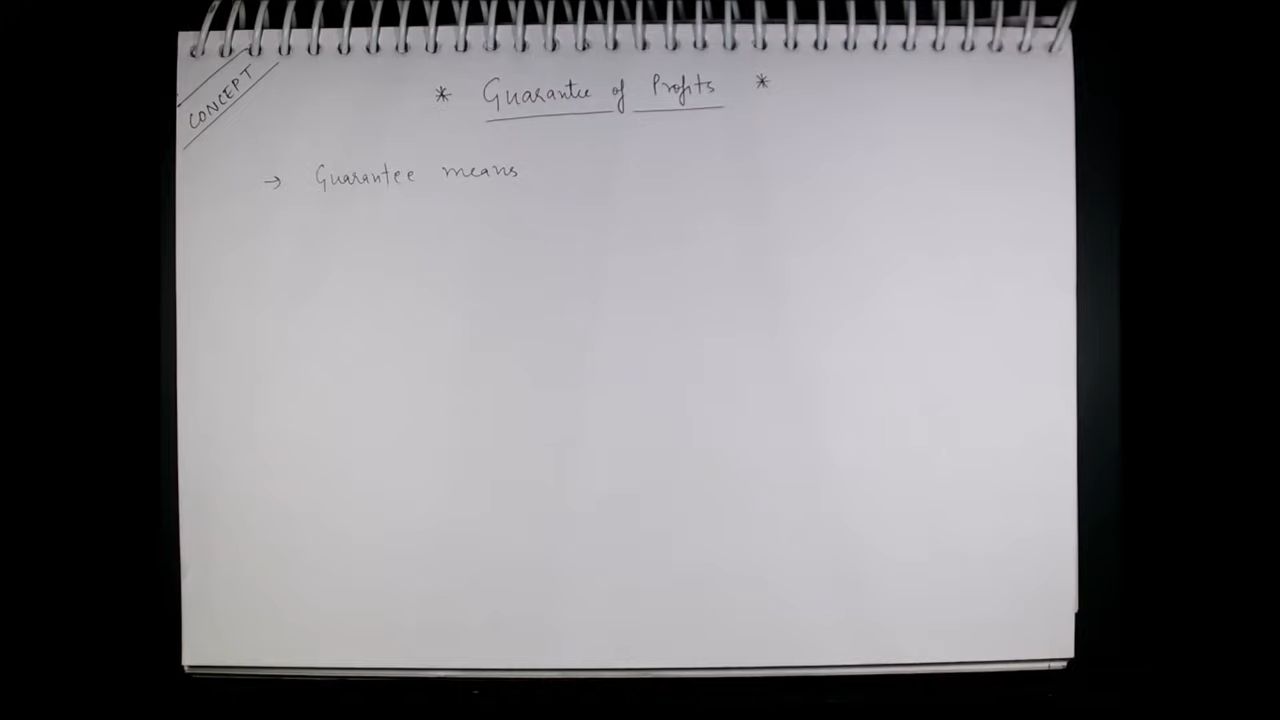 CONCEPT
* Guarantee of Profits *
→ Guarantee means